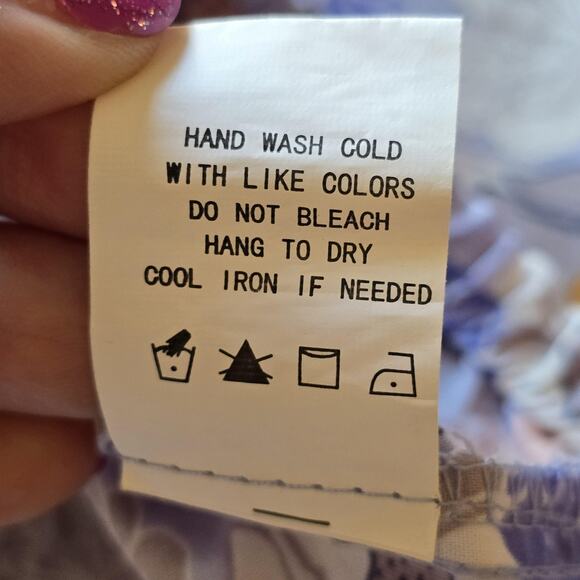 HAND WASH COLD
WITH LIKE COLORS
DO NOT BLEACH
HANG TO DRY
COOL IRON IF NEEDED